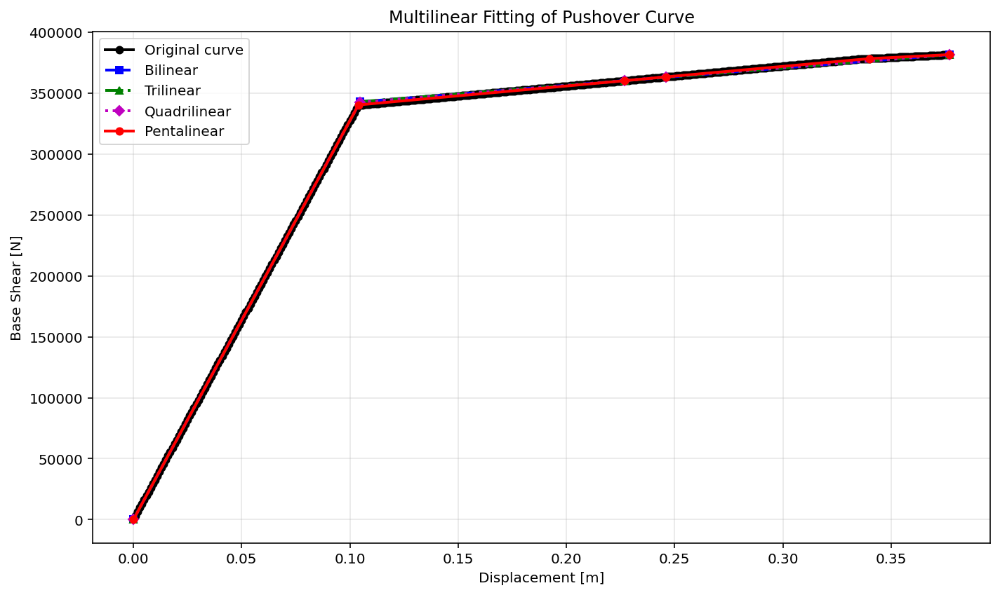 Multilinear Fitting of Pushover Curve
400000
350000
300000
250000
200000
150000
100000
50000
0
Base Shear [N]
Original curve
Bilinear
Trilinear
Quadrilinear
Pentalinear
0.00 0.05 0.10 0.15 0.20 0.25 0.30 0.35
Displacement [m]